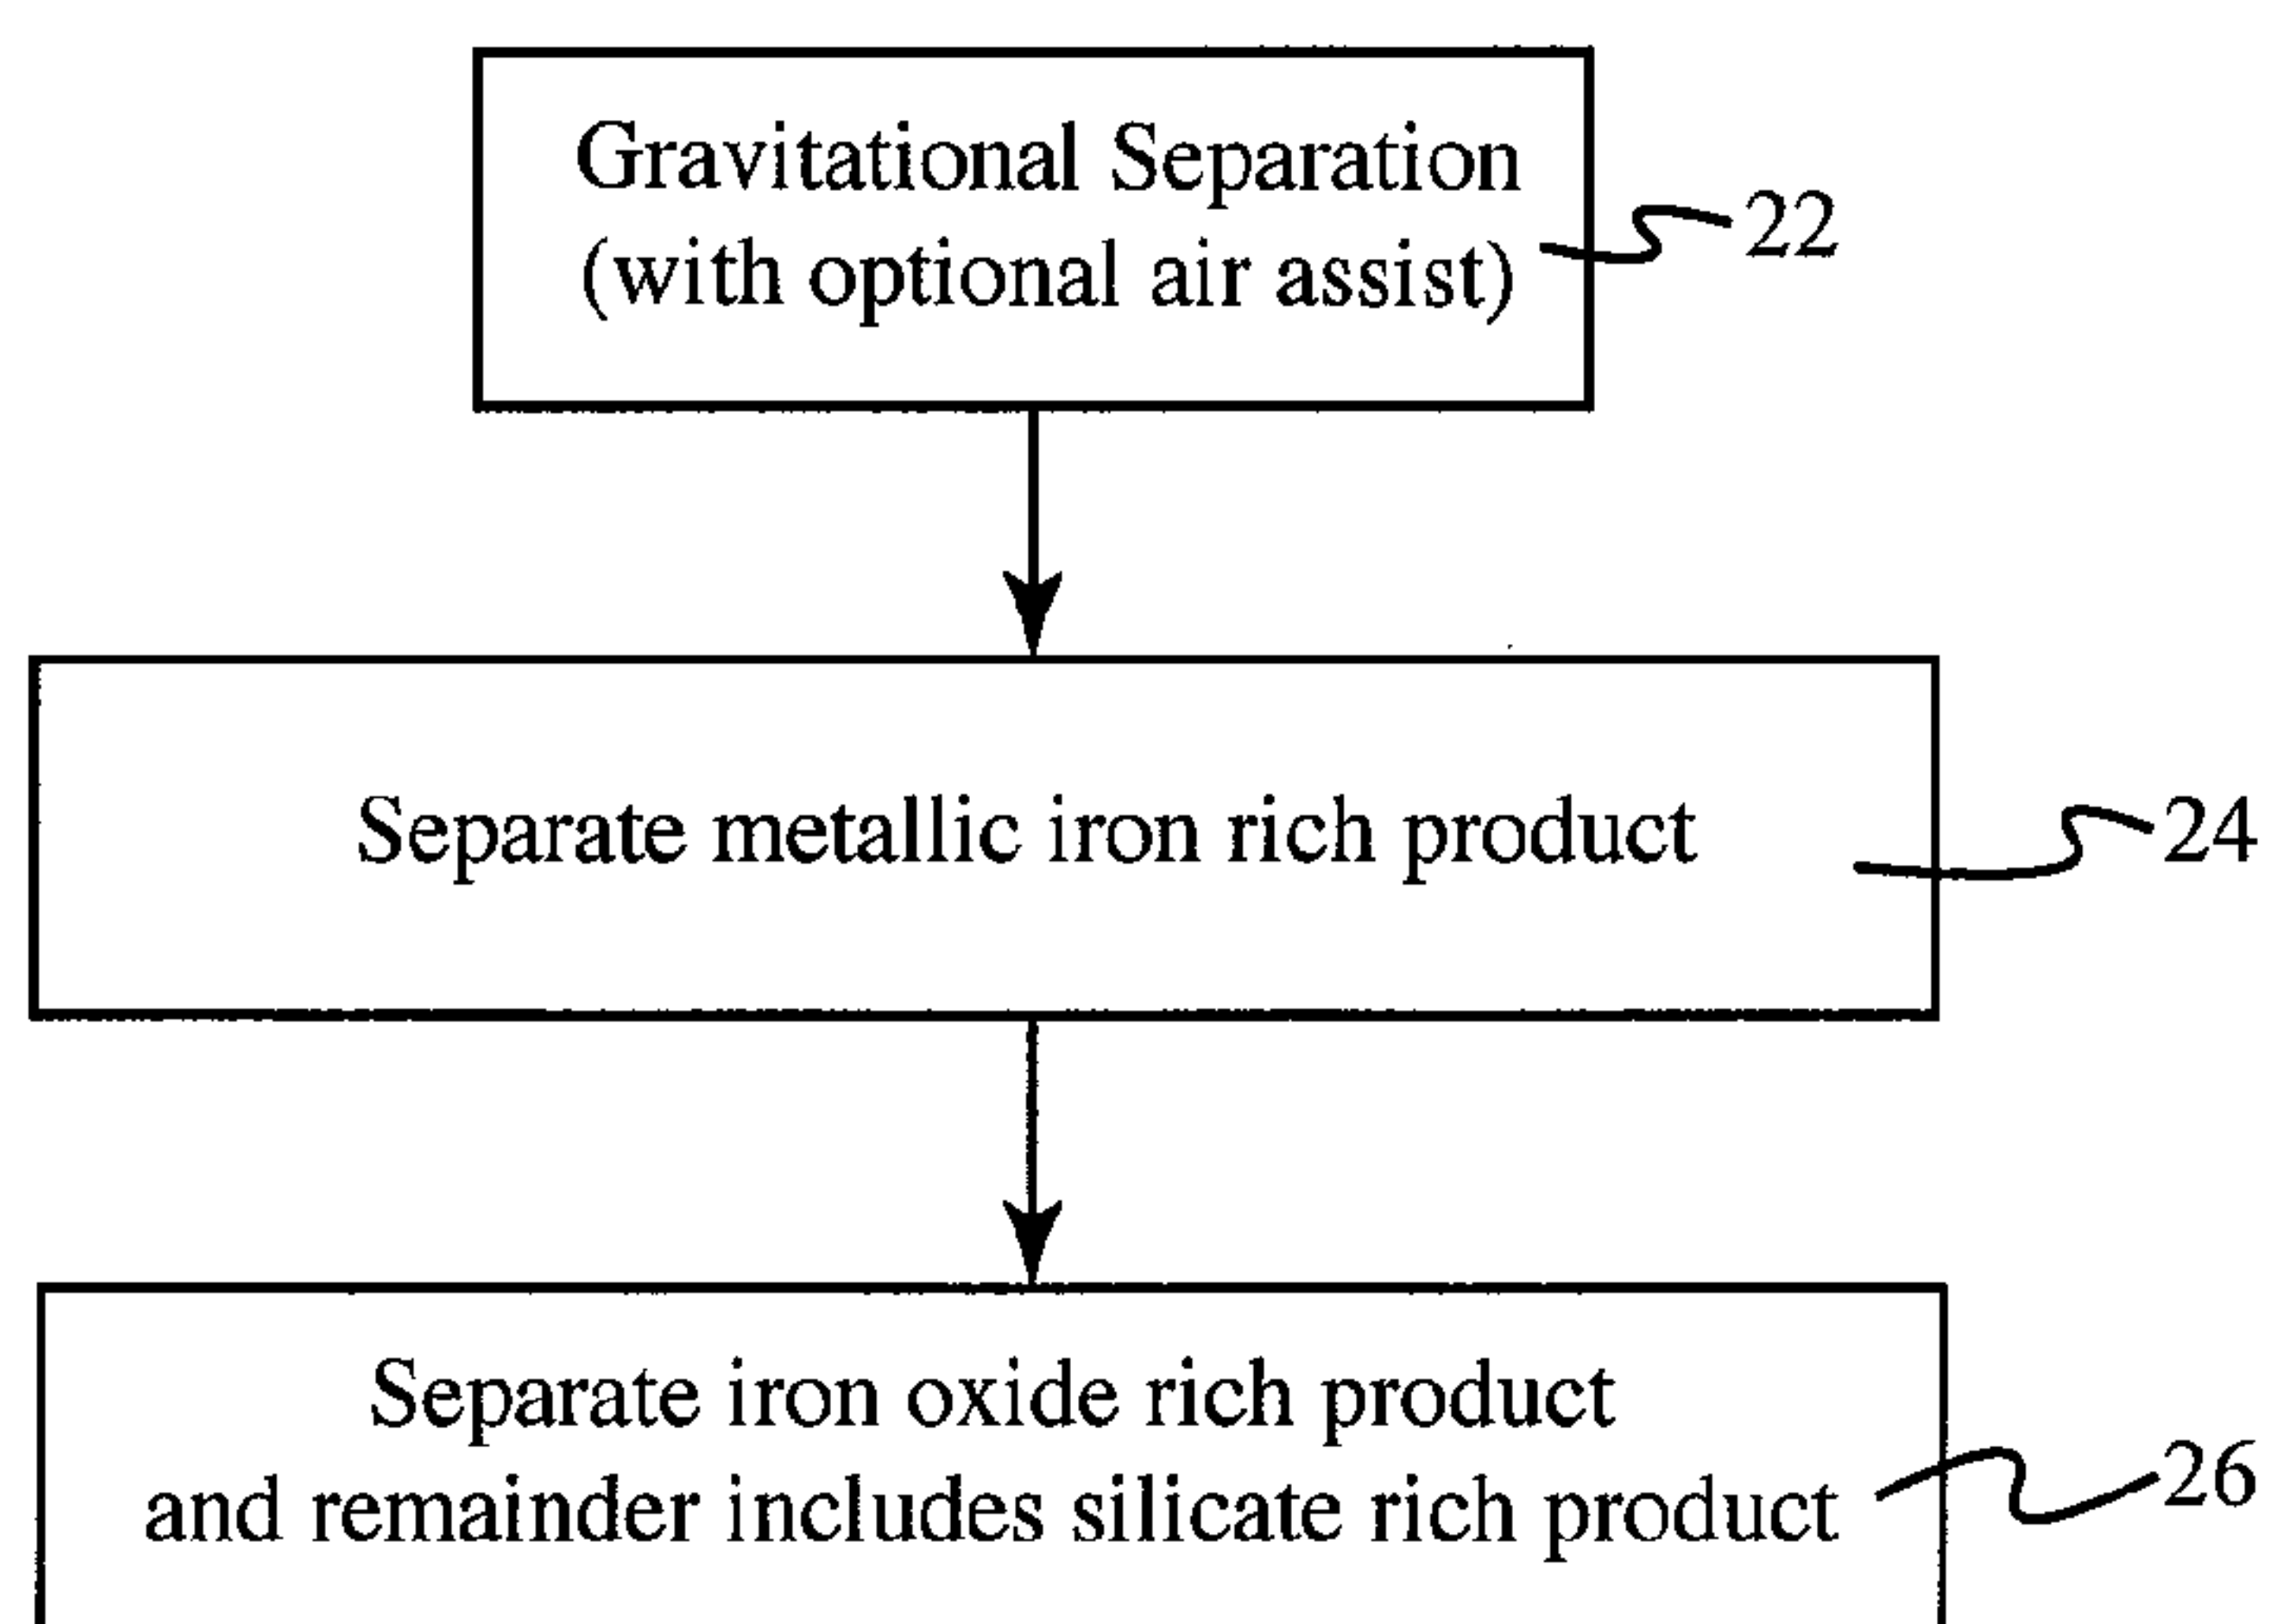 Gravitational Separation
(with optional air assist)
22
Separate metallic iron rich product
24
Separate iron oxide rich product
and remainder includes silicate rich product
26